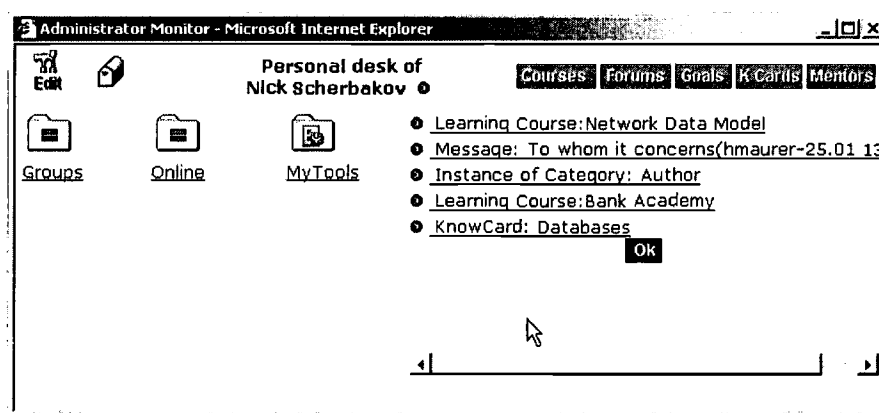 Administrator Monitor - Microsoft Internet Explorer
Edit
Personal desk of
Nick Scherbakov
Courses Forums Goals K Cards Mentors
Groups Online MyTools
Learning Course:Network Data Model
Message: To whom it concerns(hmaurer-25.01 13
Instance of Category: Author
Learning Course:Bank Academy
KnowCard: Databases
Ok